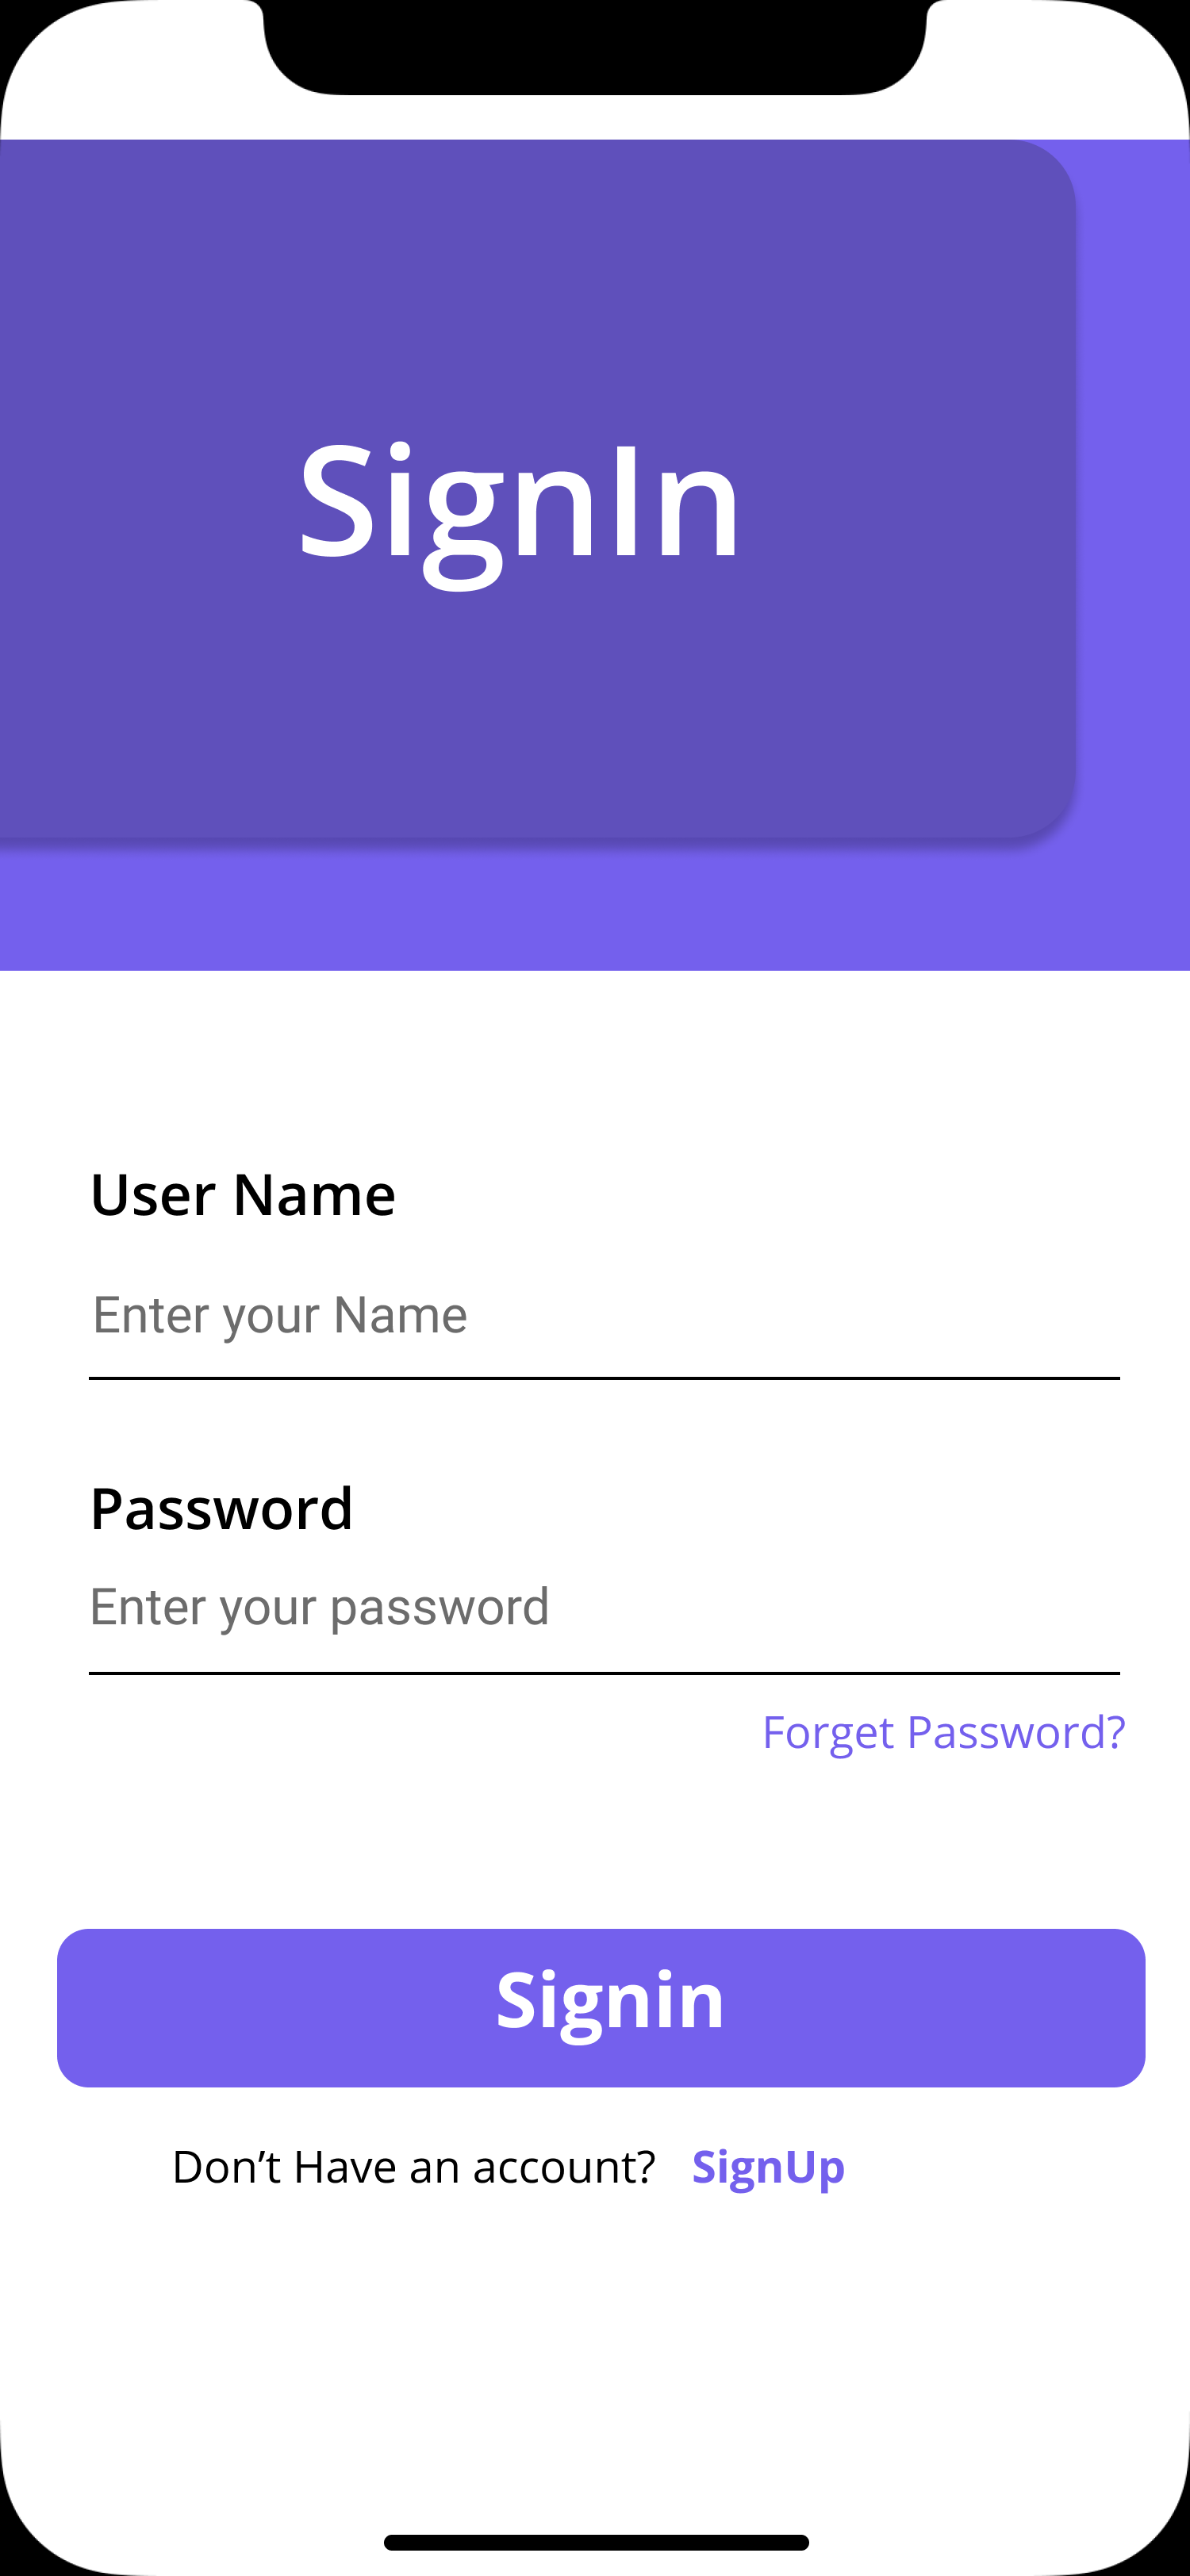 SignIn
User Name
Enter your Name
Password
Enter your password
Forget Password?
Signin
Don’t Have an account? SignUp